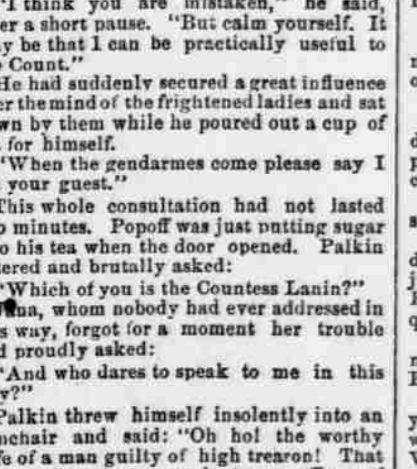 "I think you are mistaken," he said,
er a short pause. "But calm yourself. It
y be that I can be practically useful to
Count."
He had suddenly secured a great influence
er the mind of the frightened ladies and sat
wn by them while he poured out a cup of
for himself.
"When the gendarmes come please say I
your guest."
This whole consultation had not lasted
o minutes. Popoff was just putting sugar
o his tea when the door opened. Palkin
tered and brutally asked:
"Which of you is the Countess Lanin?"
na, whom nobody had ever addressed in
s way, forgot for a moment her trouble
d proudly asked:
"And who dares to speak to me in this
y?"
Palkin threw himself insolently into an
mchair and said: "Oh ho! the worthy
fe of a man guilty of high treason! That